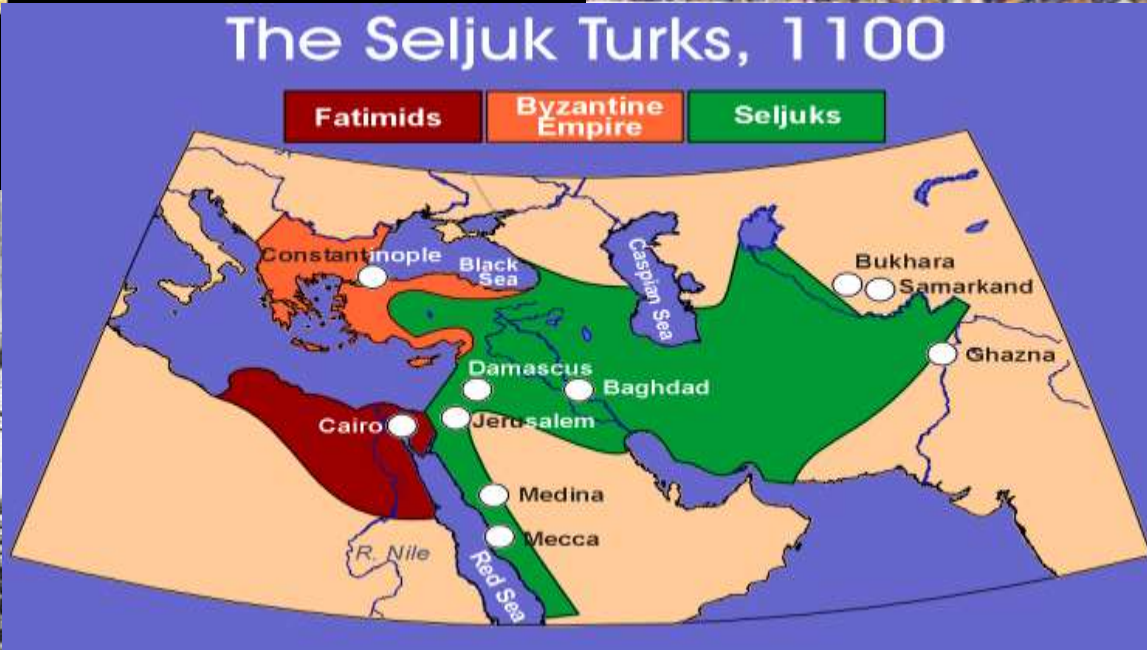 The Seljuk Turks, 1100
Fatimids
Byzantine
Empire
Seljuks
Constantinople
Black
Sea
Caspian Sea
Bukhara
Samarkand
Ghazna
Damascus
Baghdad
Jerusalem
Cairo
Medina
Mecca
R. Nile
Red Sea